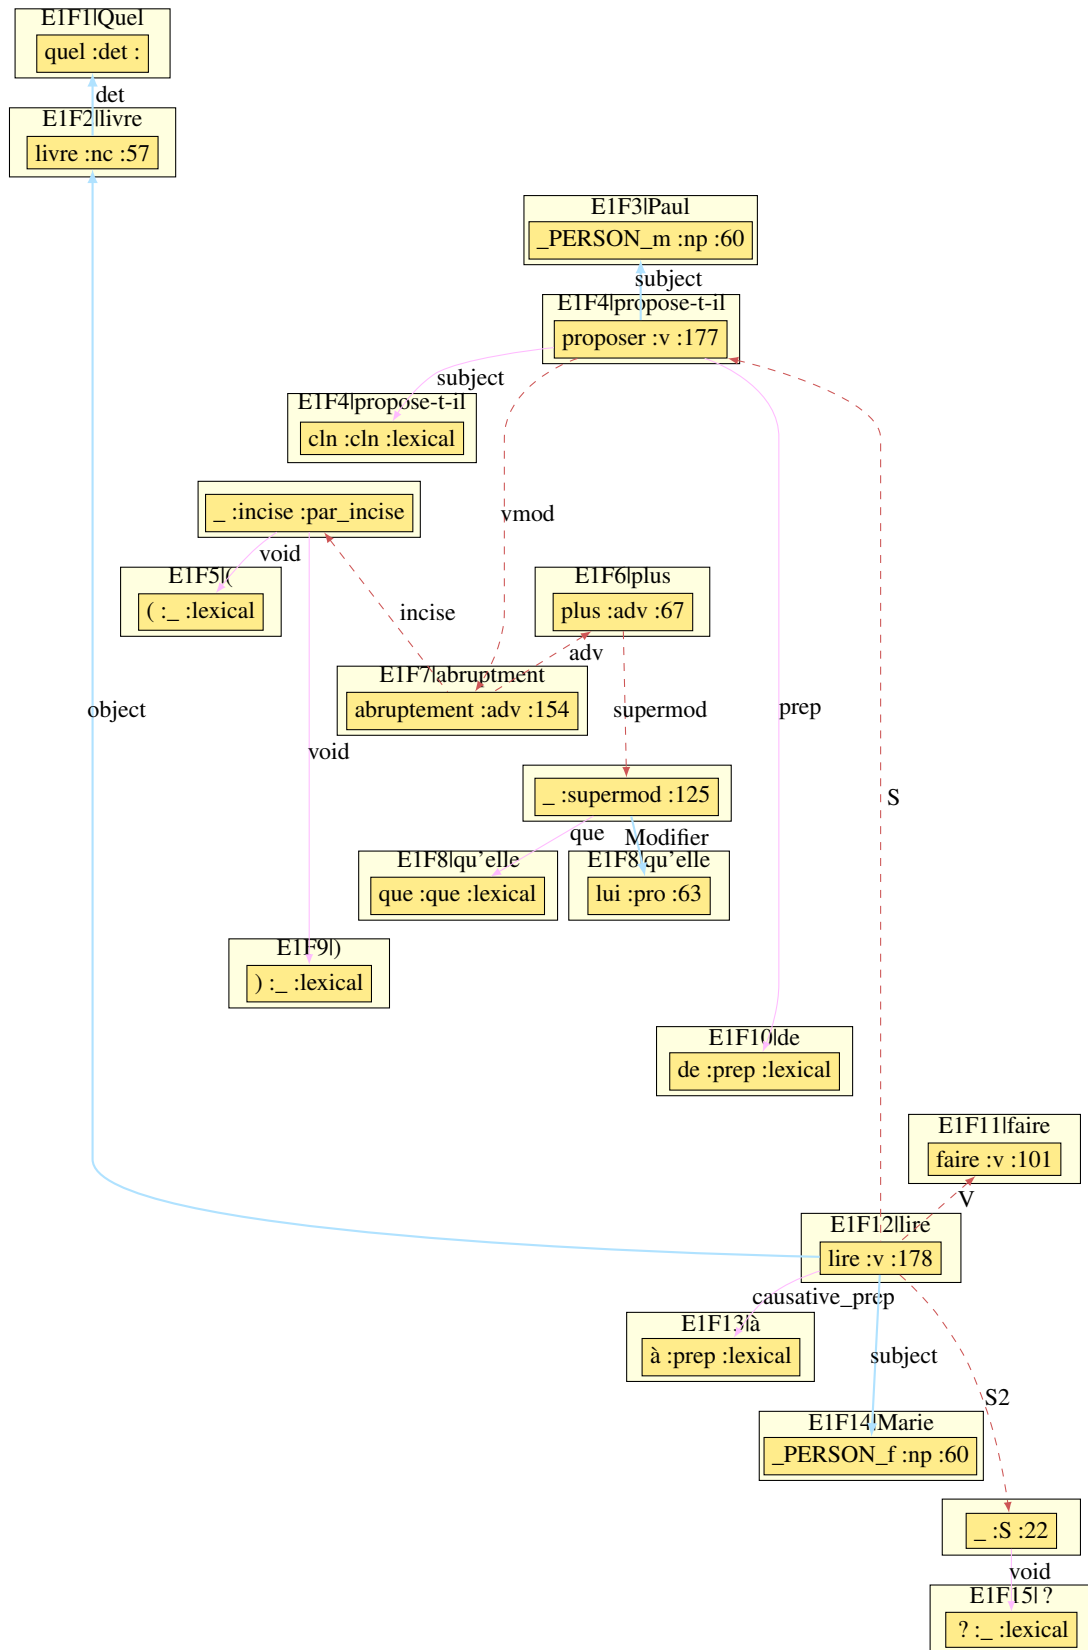 E1F1|Quel
quel :det :
det
E1F2|livre
livre :nc :57
E1F3|Paul
_PERSON_m :np :60
subject
E1F4|propose-t-il
proposer :v :177
subject
E1F4|propose-t-il
cln :cln :lexical
_ :incise :par_incise
vmod
void
E1F5|(
( :_ :lexical
E1F6|plus
plus :adv :67
incise
adv
E1F7|abruptment
abruptement :adv :154
object
supermod
prep
void
_ :supermod :125
S
que
Modifier
E1F8|qu'elle
que :que :lexical
E1F8|qu'elle
lui :pro :63
E1F9|)
) :_ :lexical
E1F10|de
de :prep :lexical
E1F11|faire
faire :v :101
V
E1F12|lire
lire :v :178
causative_prep
E1F13|à
à :prep :lexical
subject
S2
E1F14|Marie
_PERSON_f :np :60
_ :S :22
void
E1F15| ?
? :_ :lexical